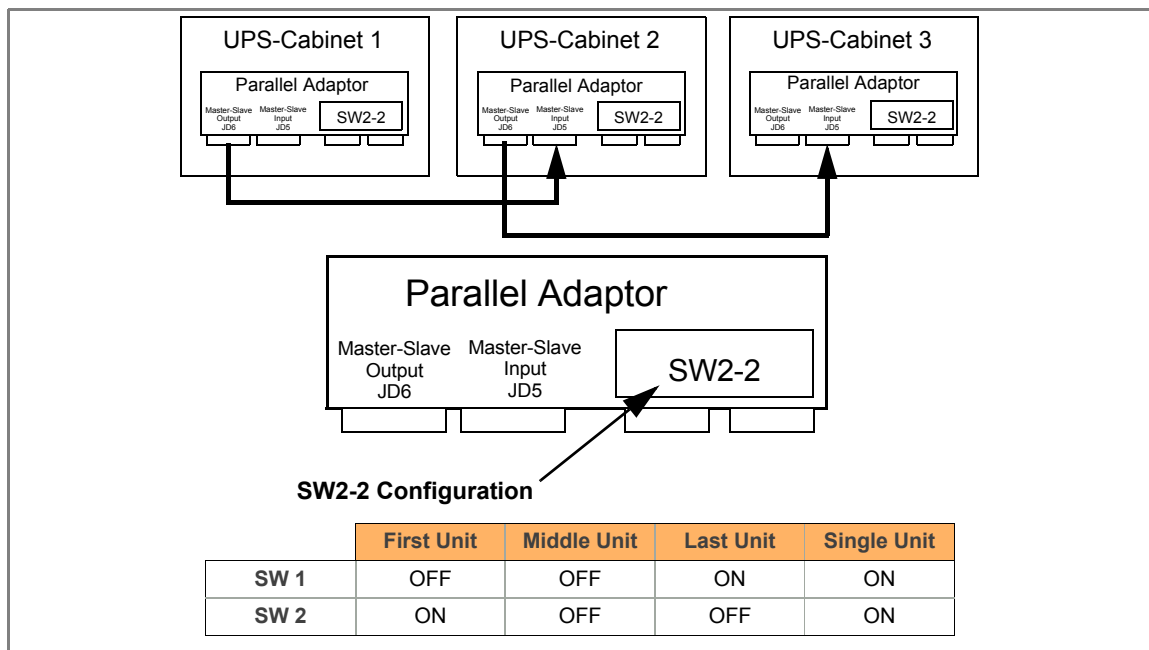 UPS-Cabinet 1
Parallel Adaptor
Master-Slave
Output
JD6
Master-Slave
Input
JD5
SW2-2
UPS-Cabinet 2
Parallel Adaptor
Master-Slave
Output
JD6
Master-Slave
Input
JD5
SW2-2
UPS-Cabinet 3
Parallel Adaptor
Master-Slave
Output
JD6
Master-Slave
Input
JD5
SW2-2
Parallel Adaptor
Master-Slave
Output
JD6
Master-Slave
Input
JD5
SW2-2
SW2-2 Configuration
First Unit Middle Unit Last Unit Single Unit
SW 1 OFF OFF ON ON
SW 2 ON OFF OFF ON